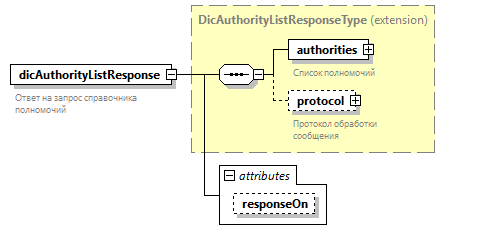 DicAuthorityListResponseType (extension)
authorities
Список полномочий
dicAuthorityListResponse
Ответ на запрос справочника
полномочий
protocol
Протокол обработки
сообщения
attributes
responseOn